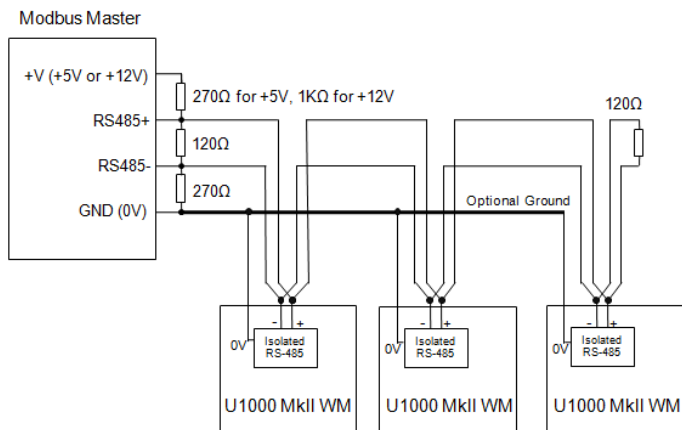 Modbus Master
+V (+5V or +12V)
270Ω for +5V, 1KΩ for +12V
120Ω
RS485+
120Ω
RS485-
270Ω
GND (0V)
Optional Ground
- +
0V
Isolated
RS-485
U1000 MkII WM
- +
0V
Isolated
RS-485
U1000 MkII WM
- +
0V
Isolated
RS-485
U1000 MkII WM